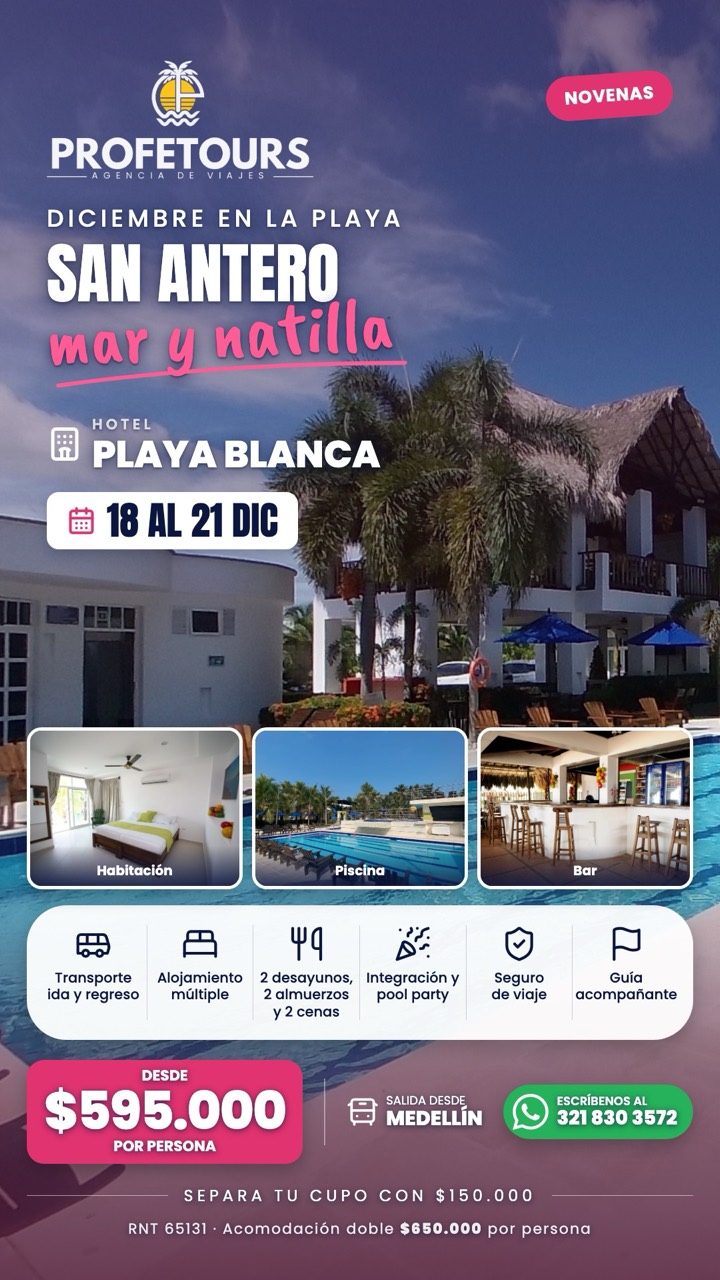 NOVENAS
PROFETOURS
AGENCIA DE VIAJES
DICIEMBRE EN LA PLAYA
SAN ANTERO
mar y natilla
HOTEL
PLAYA BLANCA
18 AL 21 DIC
Habitación
Piscina
Bar
Transporte
ida y regreso
Alojamiento
múltiple
2 desayunos,
2 almuerzos
y 2 cenas
Integración y
pool party
Seguro
de viaje
Guía
acompañante
DESDE
$595.000
POR PERSONA
SALIDA DESDE
MEDELLÍN
ESCRÍBENOS AL
321 830 3572
SEPARA TU CUPO CON $150.000
RNT 65131 · Acomodación doble $650.000 por persona